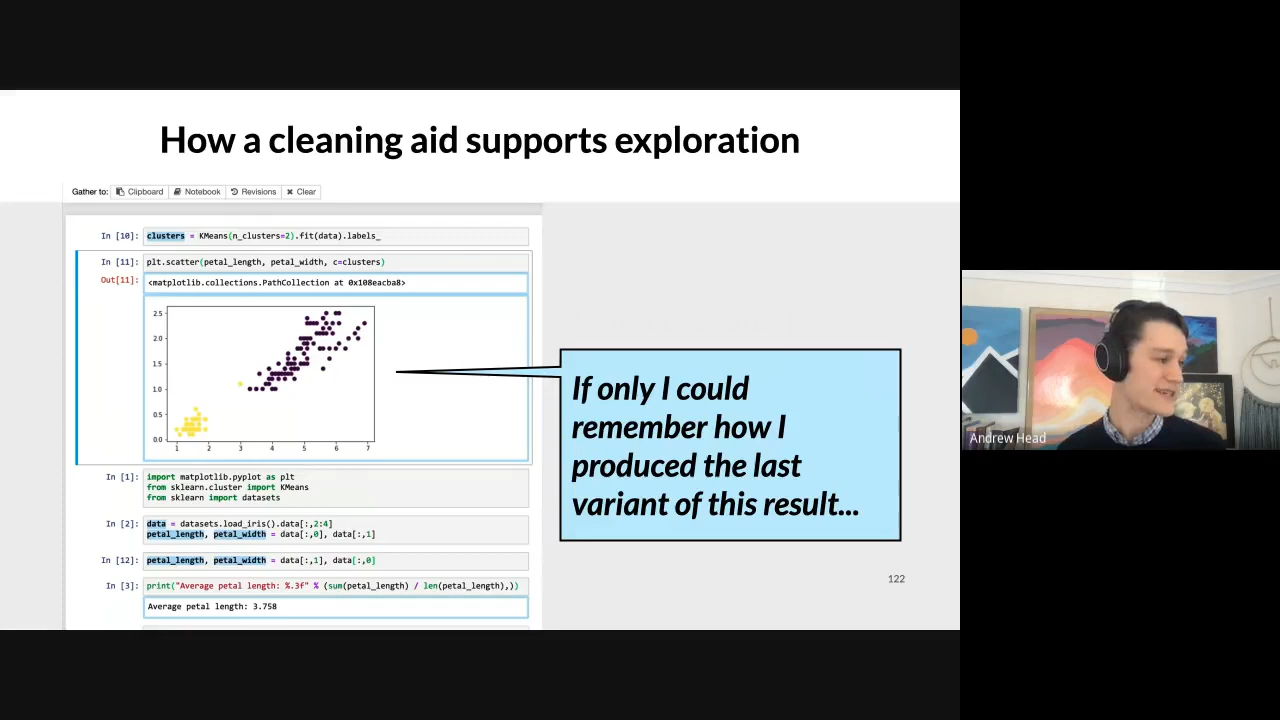 How a cleaning aid supports exploration
Gather to: Clipboard Notebook Revisions Clear
In [10]: clusters = KMeans(n_clusters=2).fit(data).labels_
In [11]: plt.scatter(petal_length, petal_width, c=clusters)
Out[11]: <matplotlib.collections.PathCollection at 0x108eacba8>
2.5
2.0
1.5
1.0
0.5
0.0
1 2 3 4 5 6 7
If only I could
remember how I
produced the last
variant of this result...
In [1]: import matplotlib.pyplot as plt
from sklearn.cluster import KMeans
from sklearn import datasets
In [2]: data = datasets.load_iris().data[:,2:4]
petal_length, petal_width = data[:,0], data[:,1]
In [12]: petal_length, petal_width = data[:,1], data[:,0]
In [3]: print("Average petal length: %.3f" % (sum(petal_length) / len(petal_length),))
Average petal length: 3.758
122
Andrew Head